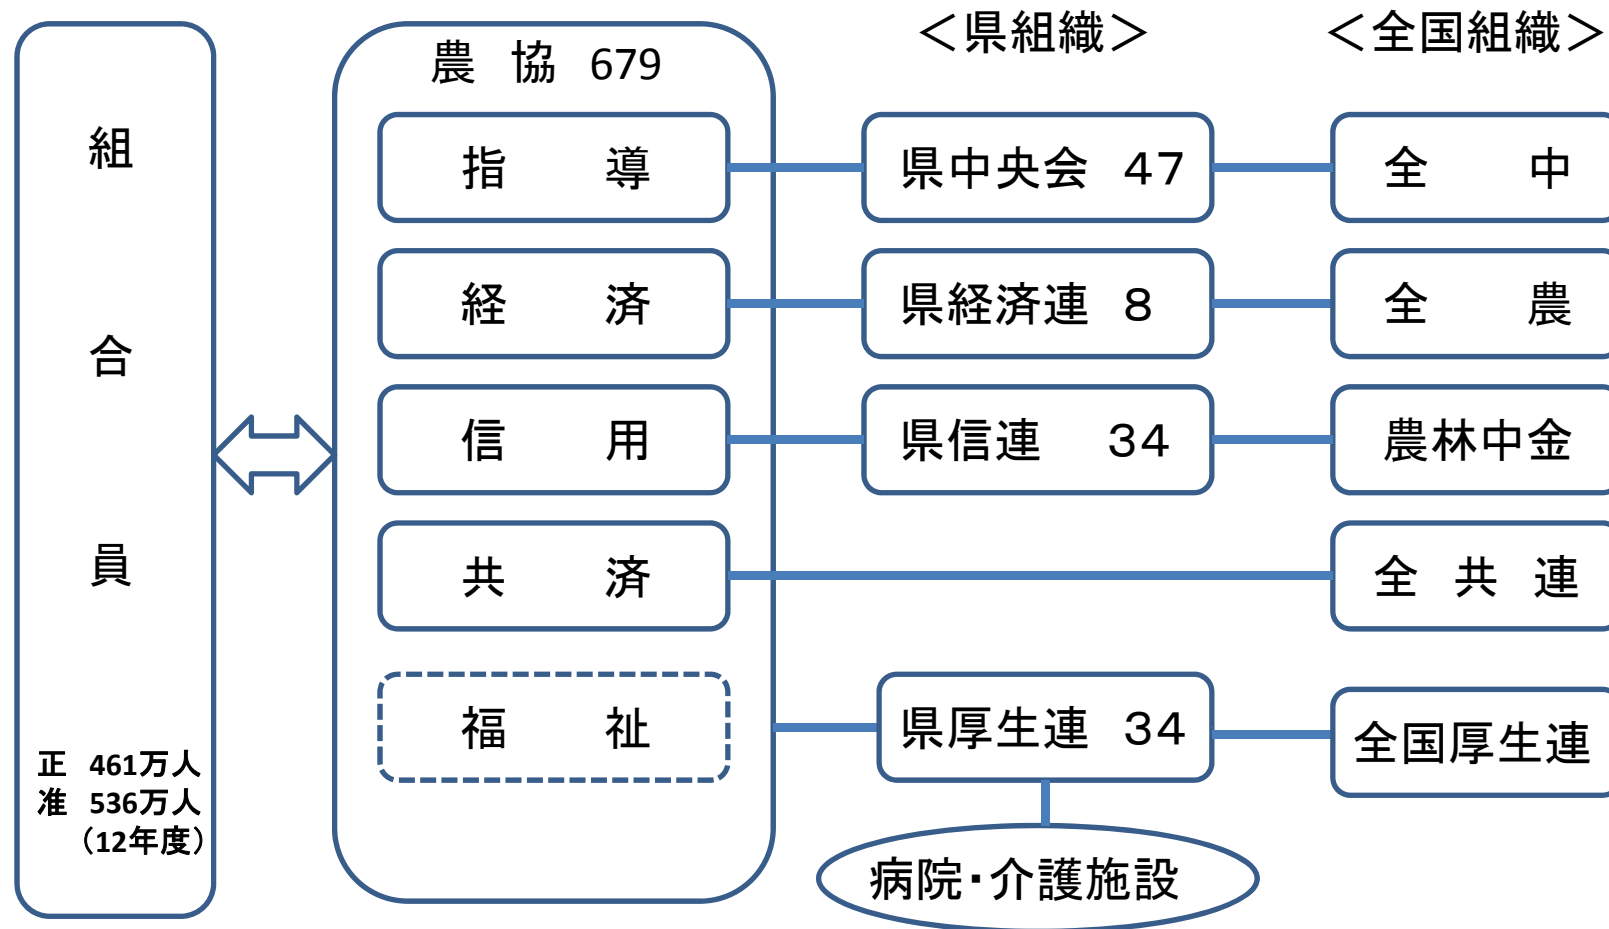 ＜県組織＞ ＜全国組織＞
農 協 679
組合員
指 導 県中央会 47 全 中
経 済 県経済連 8 全 農
信 用 県信連 34 農林中金
共 済 全 共 連
福 祉 県厚生連 34 全国厚生連
正 461万人
准 536万人
（12年度）
病院・介護施設